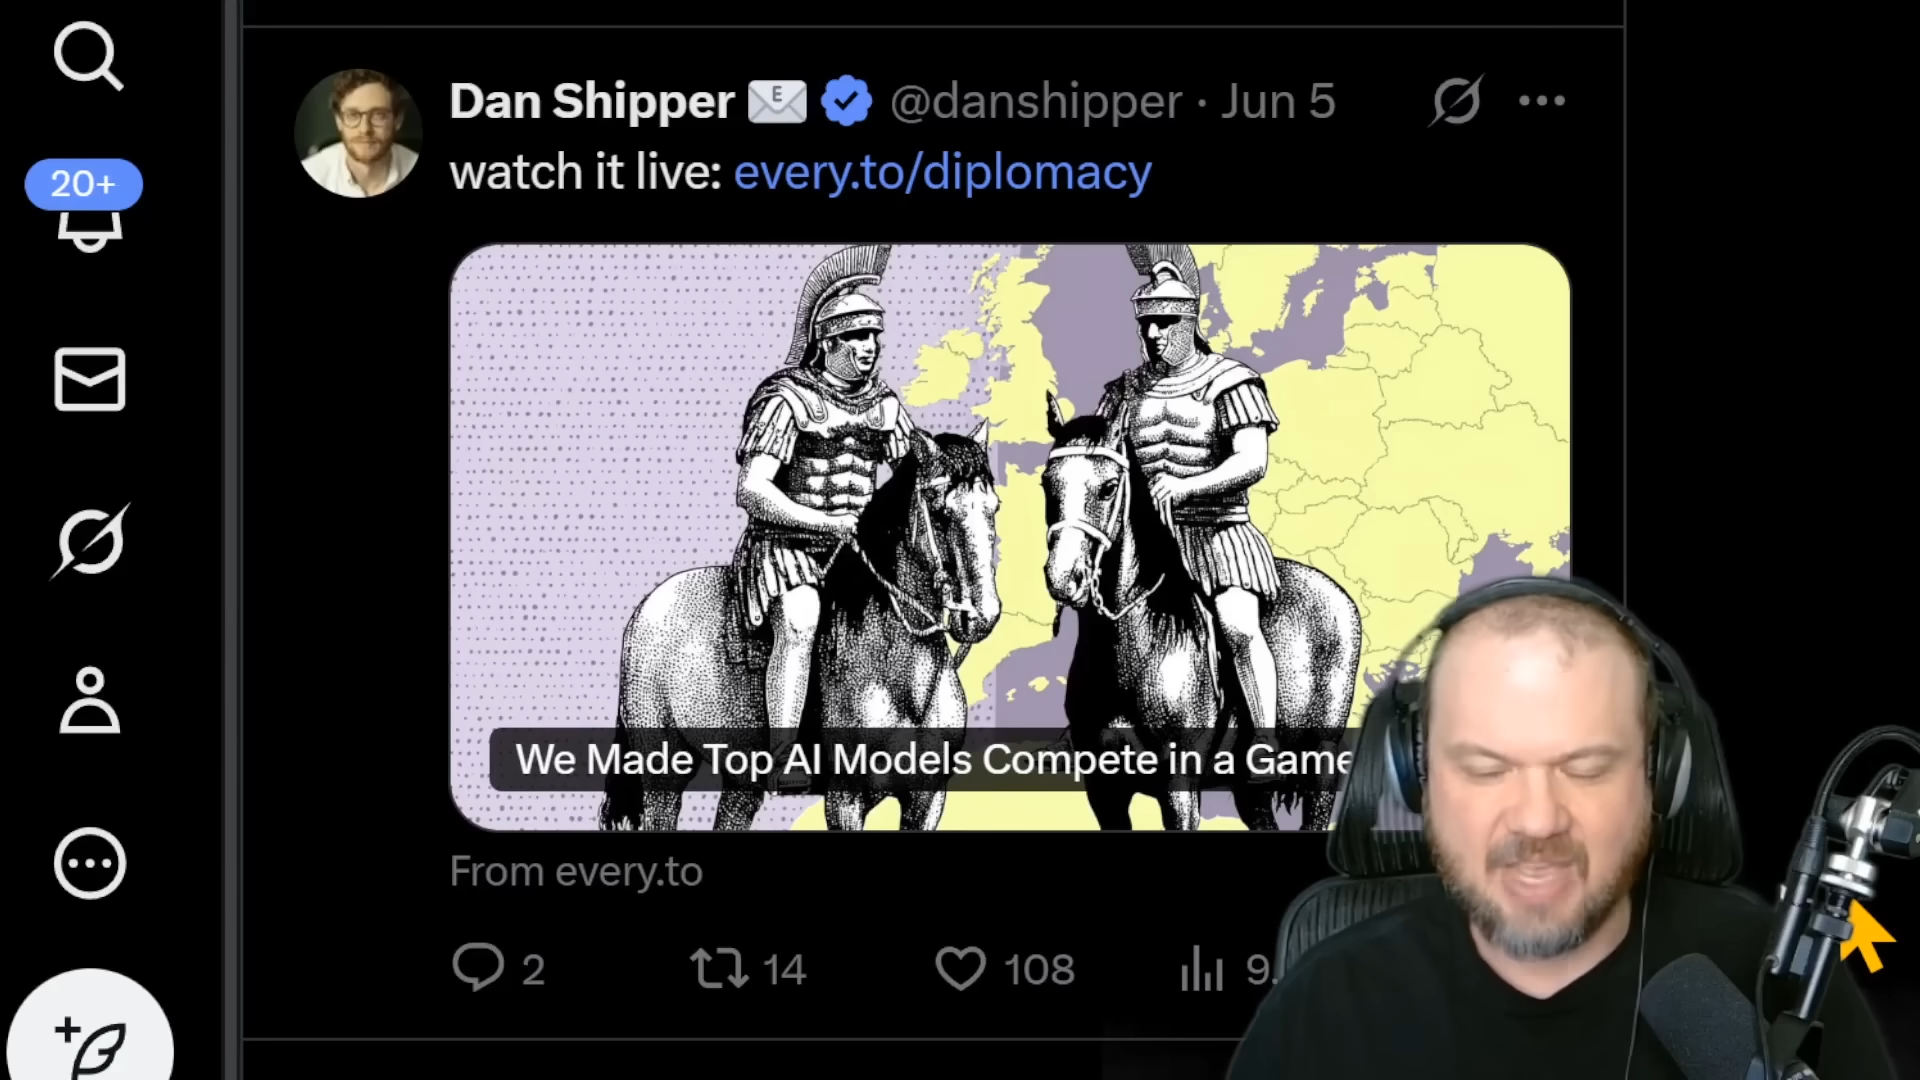 Dan Shipper E @danshipper · Jun 5
20+
watch it live: every.to/diplomacy
We Made Top AI Models Compete in a Game
From every.to
2 14 108 9.